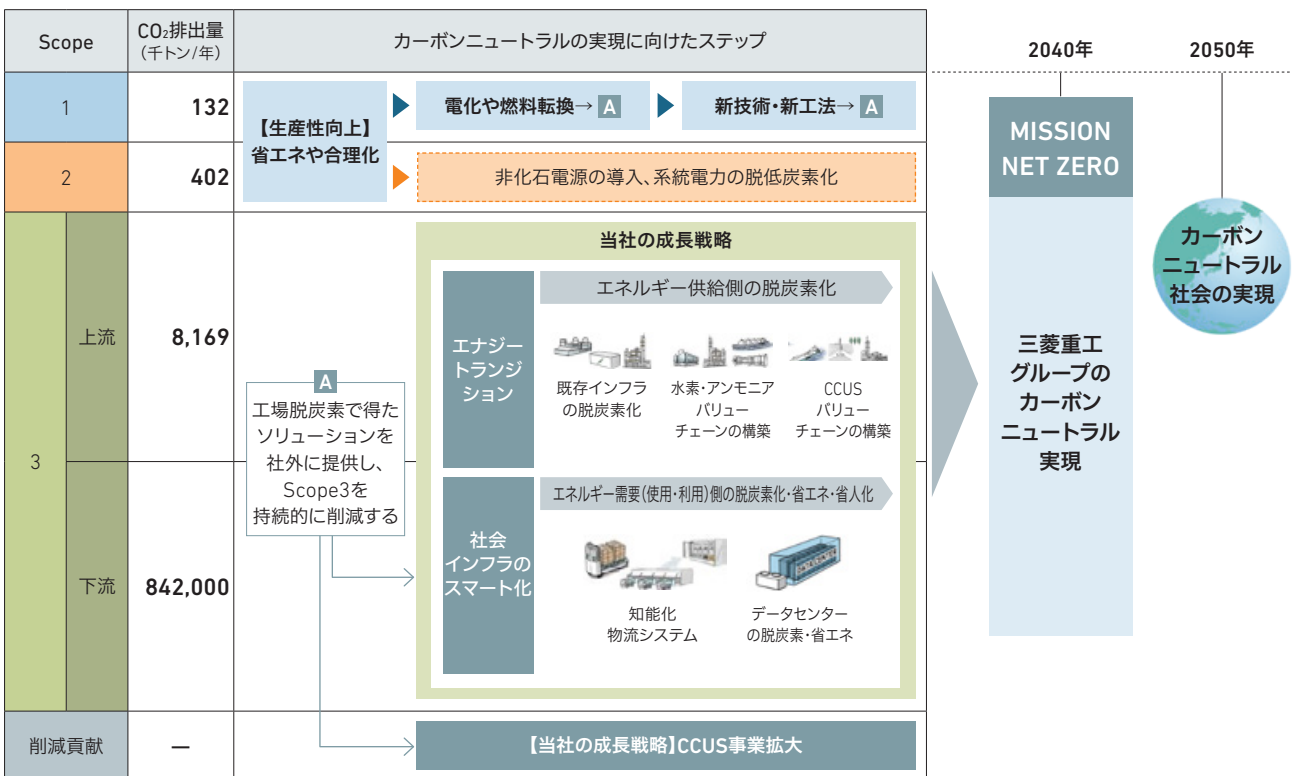 Scope
CO₂排出量
（千トン/年）
カーボンニュートラルの実現に向けたステップ
2040年
2050年
1
132
【生産性向上】
省エネや合理化
電化や燃料転換→ A
新技術・新工法→ A
2
402
非化石電源の導入、系統電力の脱低炭素化
MISSION
NET ZERO
カーボン
ニュートラル
社会の実現
3
上流
8,169
下流
842,000
A
工場脱炭素で得た
ソリューションを
社外に提供し、
Scope3を
持続的に削減する
当社の成長戦略
エナジー
トランジ
ション
エネルギー供給側の脱炭素化
既存インフラ
の脱炭素化
水素・アンモニア
バリュー
チェーンの構築
CCUS
バリュー
チェーンの構築
社会
インフラの
スマート化
エネルギー需要(使用・利用)側の脱炭素化・省エネ・省人化
知能化
物流システム
データセンター
の脱炭素・省エネ
三菱重工
グループの
カーボン
ニュートラル
実現
削減貢献
—
【当社の成長戦略】CCUS事業拡大